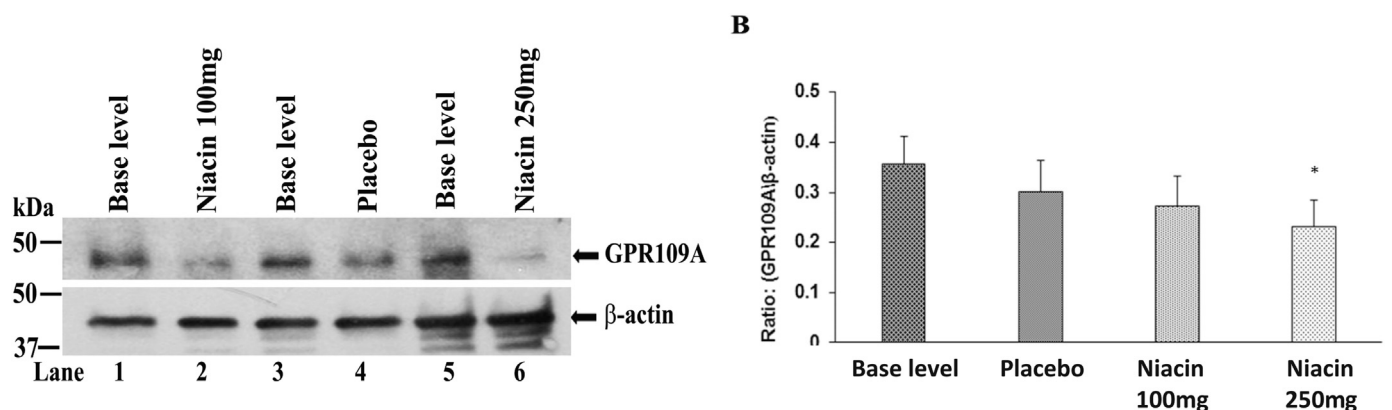 B
Base level
Niacin 100mg
Base level
Placebo
Base level
Niacin 250mg
kDa
50
GPR109A
50
β-actin
37
Lane 1 2 3 4 5 6
Ratio: (GPR109A\β-actin)
0.5
0.4
0.3
0.2
0.1
0
*
Base level Placebo Niacin Niacin
100mg 250mg